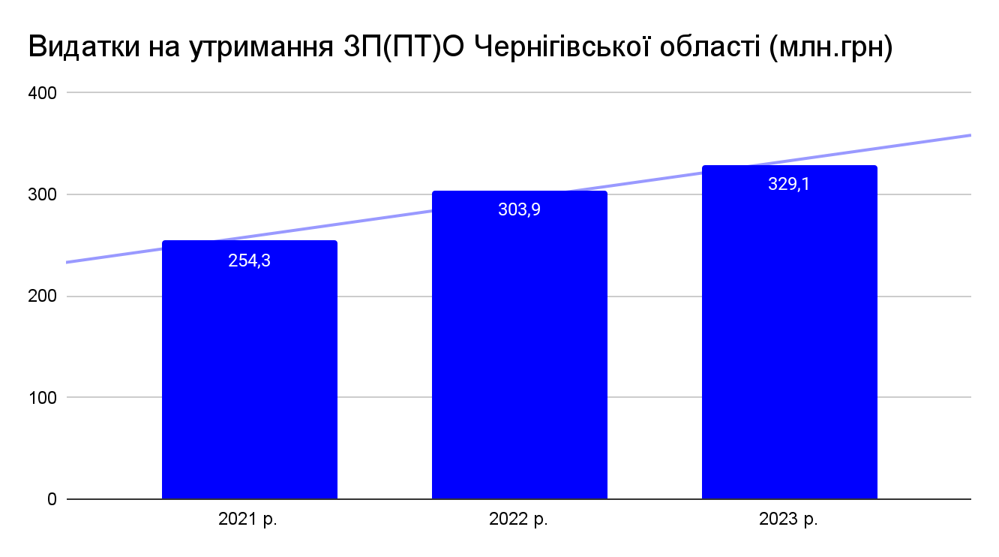 Видатки на утримання ЗП(ПТ)О Чернігівської області (млн.грн)
400
300
200
100
0
254,3
303,9
329,1
2021 р.
2022 р.
2023 р.